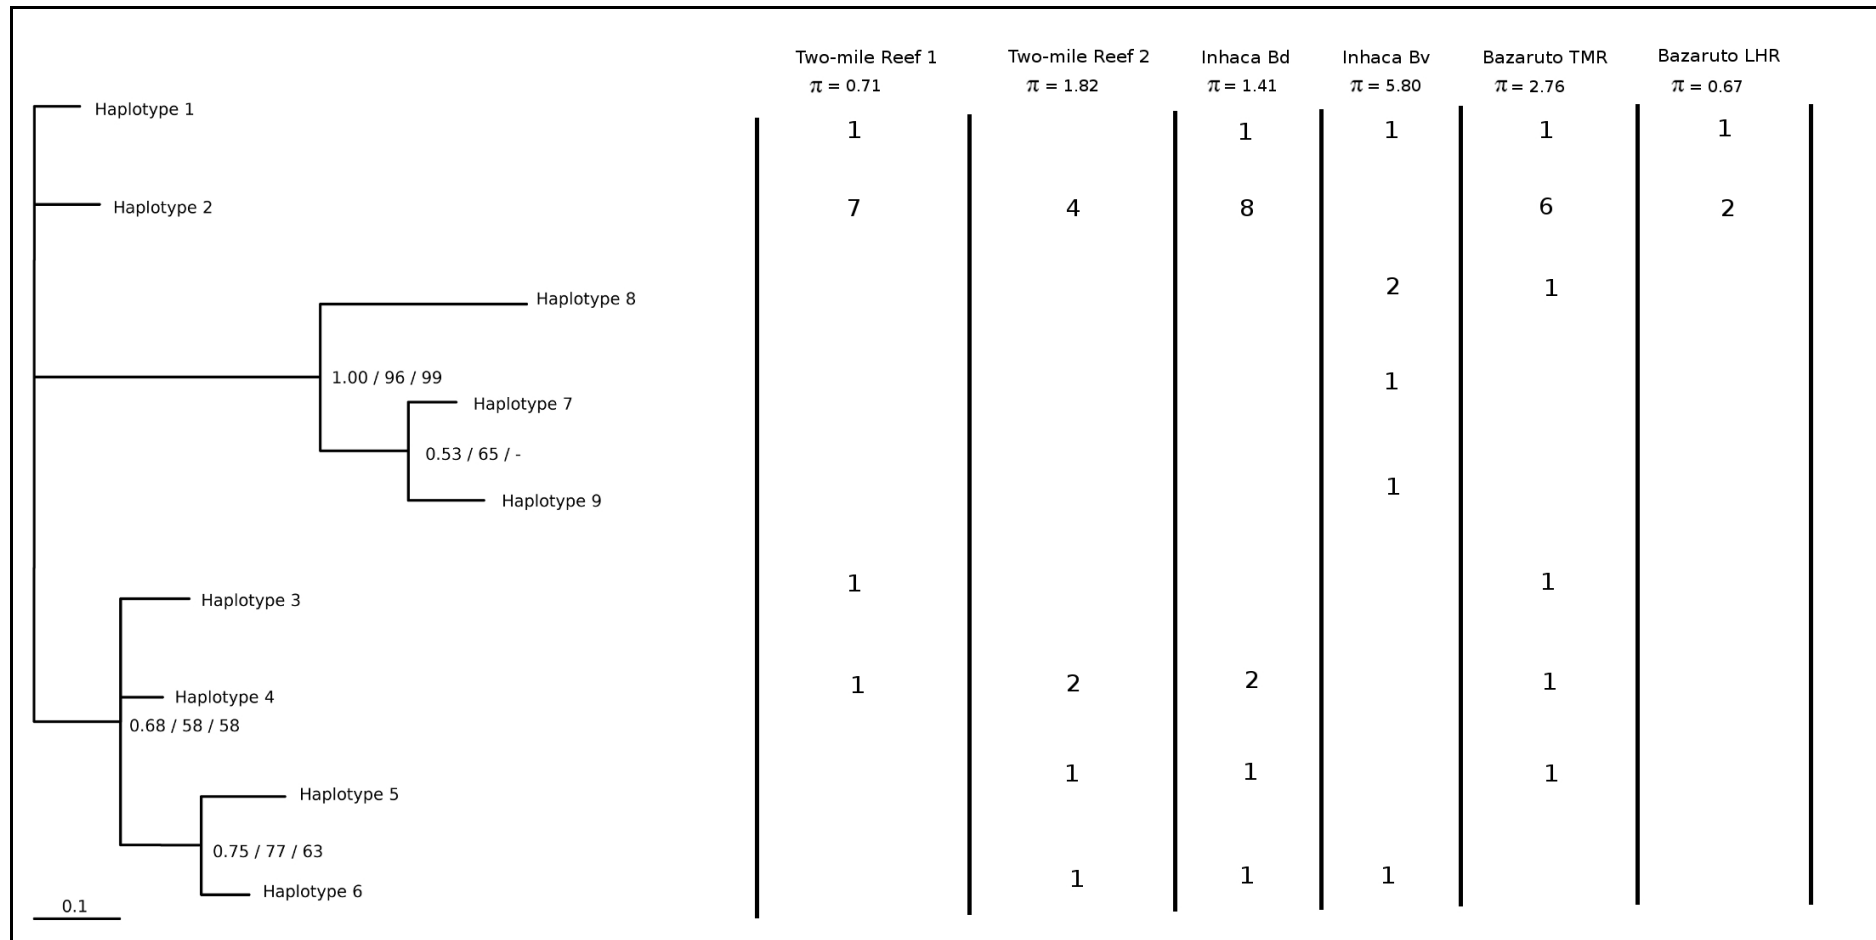 Two-mile Reef 1 Two-mile Reef 2 Inhaca Bd Inhaca Bv Bazaruto TMR Bazaruto LHR
π = 0.71 π = 1.82 π = 1.41 π = 5.80 π = 2.76 π = 0.67
Haplotype 1 1 1 1 1 1
Haplotype 2 7 4 8 6 2
Haplotype 8 2 1
1.00 / 96 / 99
Haplotype 7 1
0.53 / 65 / -
Haplotype 9 1
Haplotype 3 1 1
Haplotype 4 1 2 2 1
0.68 / 58 / 58
Haplotype 5 1 1 1
0.75 / 77 / 63
Haplotype 6 1 1 1
0.1